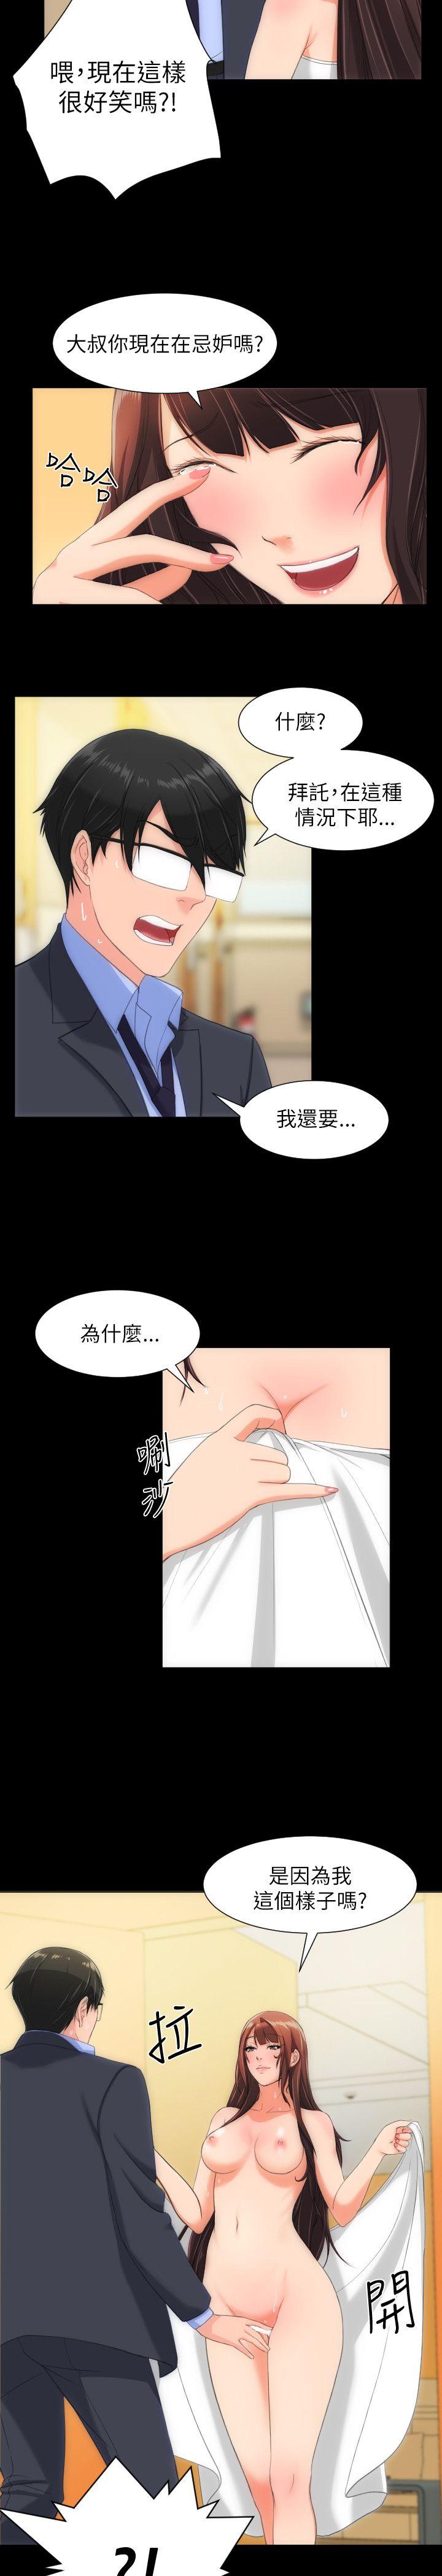 喂，現在這樣
很好笑嗎?!
大叔你現在在忌妒嗎?
哈哈
什麼?
拜託，在這種
情況下耶...
我還要...
為什麼...
唰
沙
是因為我
這個樣子嗎?
拉
開
?!